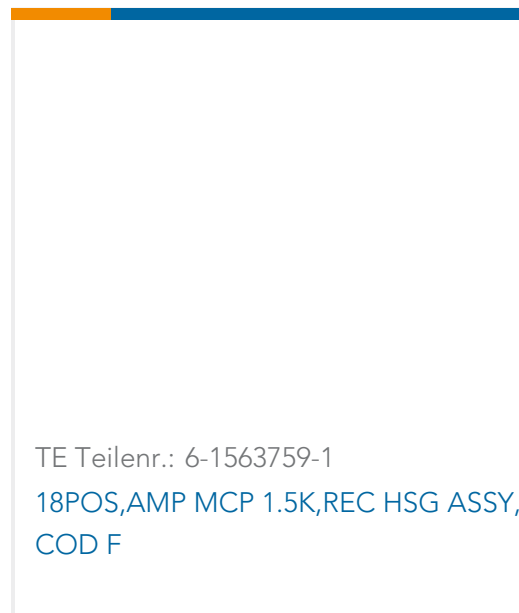 TE Teilenr.: 6-1563759-1
18POS,AMP MCP 1.5K,REC HSG ASSY,
COD F